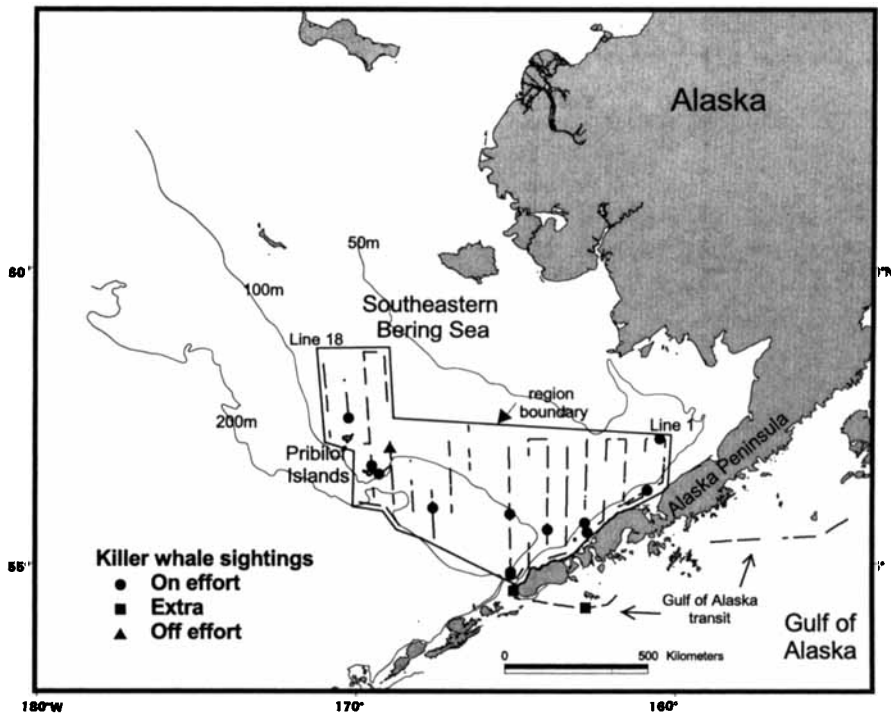 Alaska
60°
°N
50m
100m
Southeastern
Bering Sea
Line 18
region
boundary
Line 1
200m
Pribilof
Islands
Alaska Peninsula
Killer whale sightings
On effort
Extra
Off effort
55°
5°
Gulf of Alaska
transit
Gulf of
Alaska
0
500 Kilometers
180°W
170°
160°